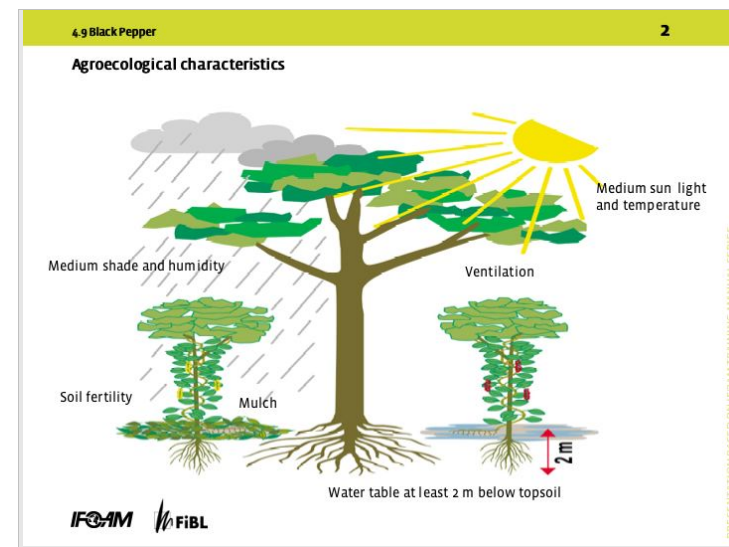 4.9 Black Pepper
2
Agroecological characteristics
Medium sun light
and temperature
Medium shade and humidity
Ventilation
Soil fertility
Mulch
2 m
Water table at least 2 m below topsoil
IFOAM
FiBL